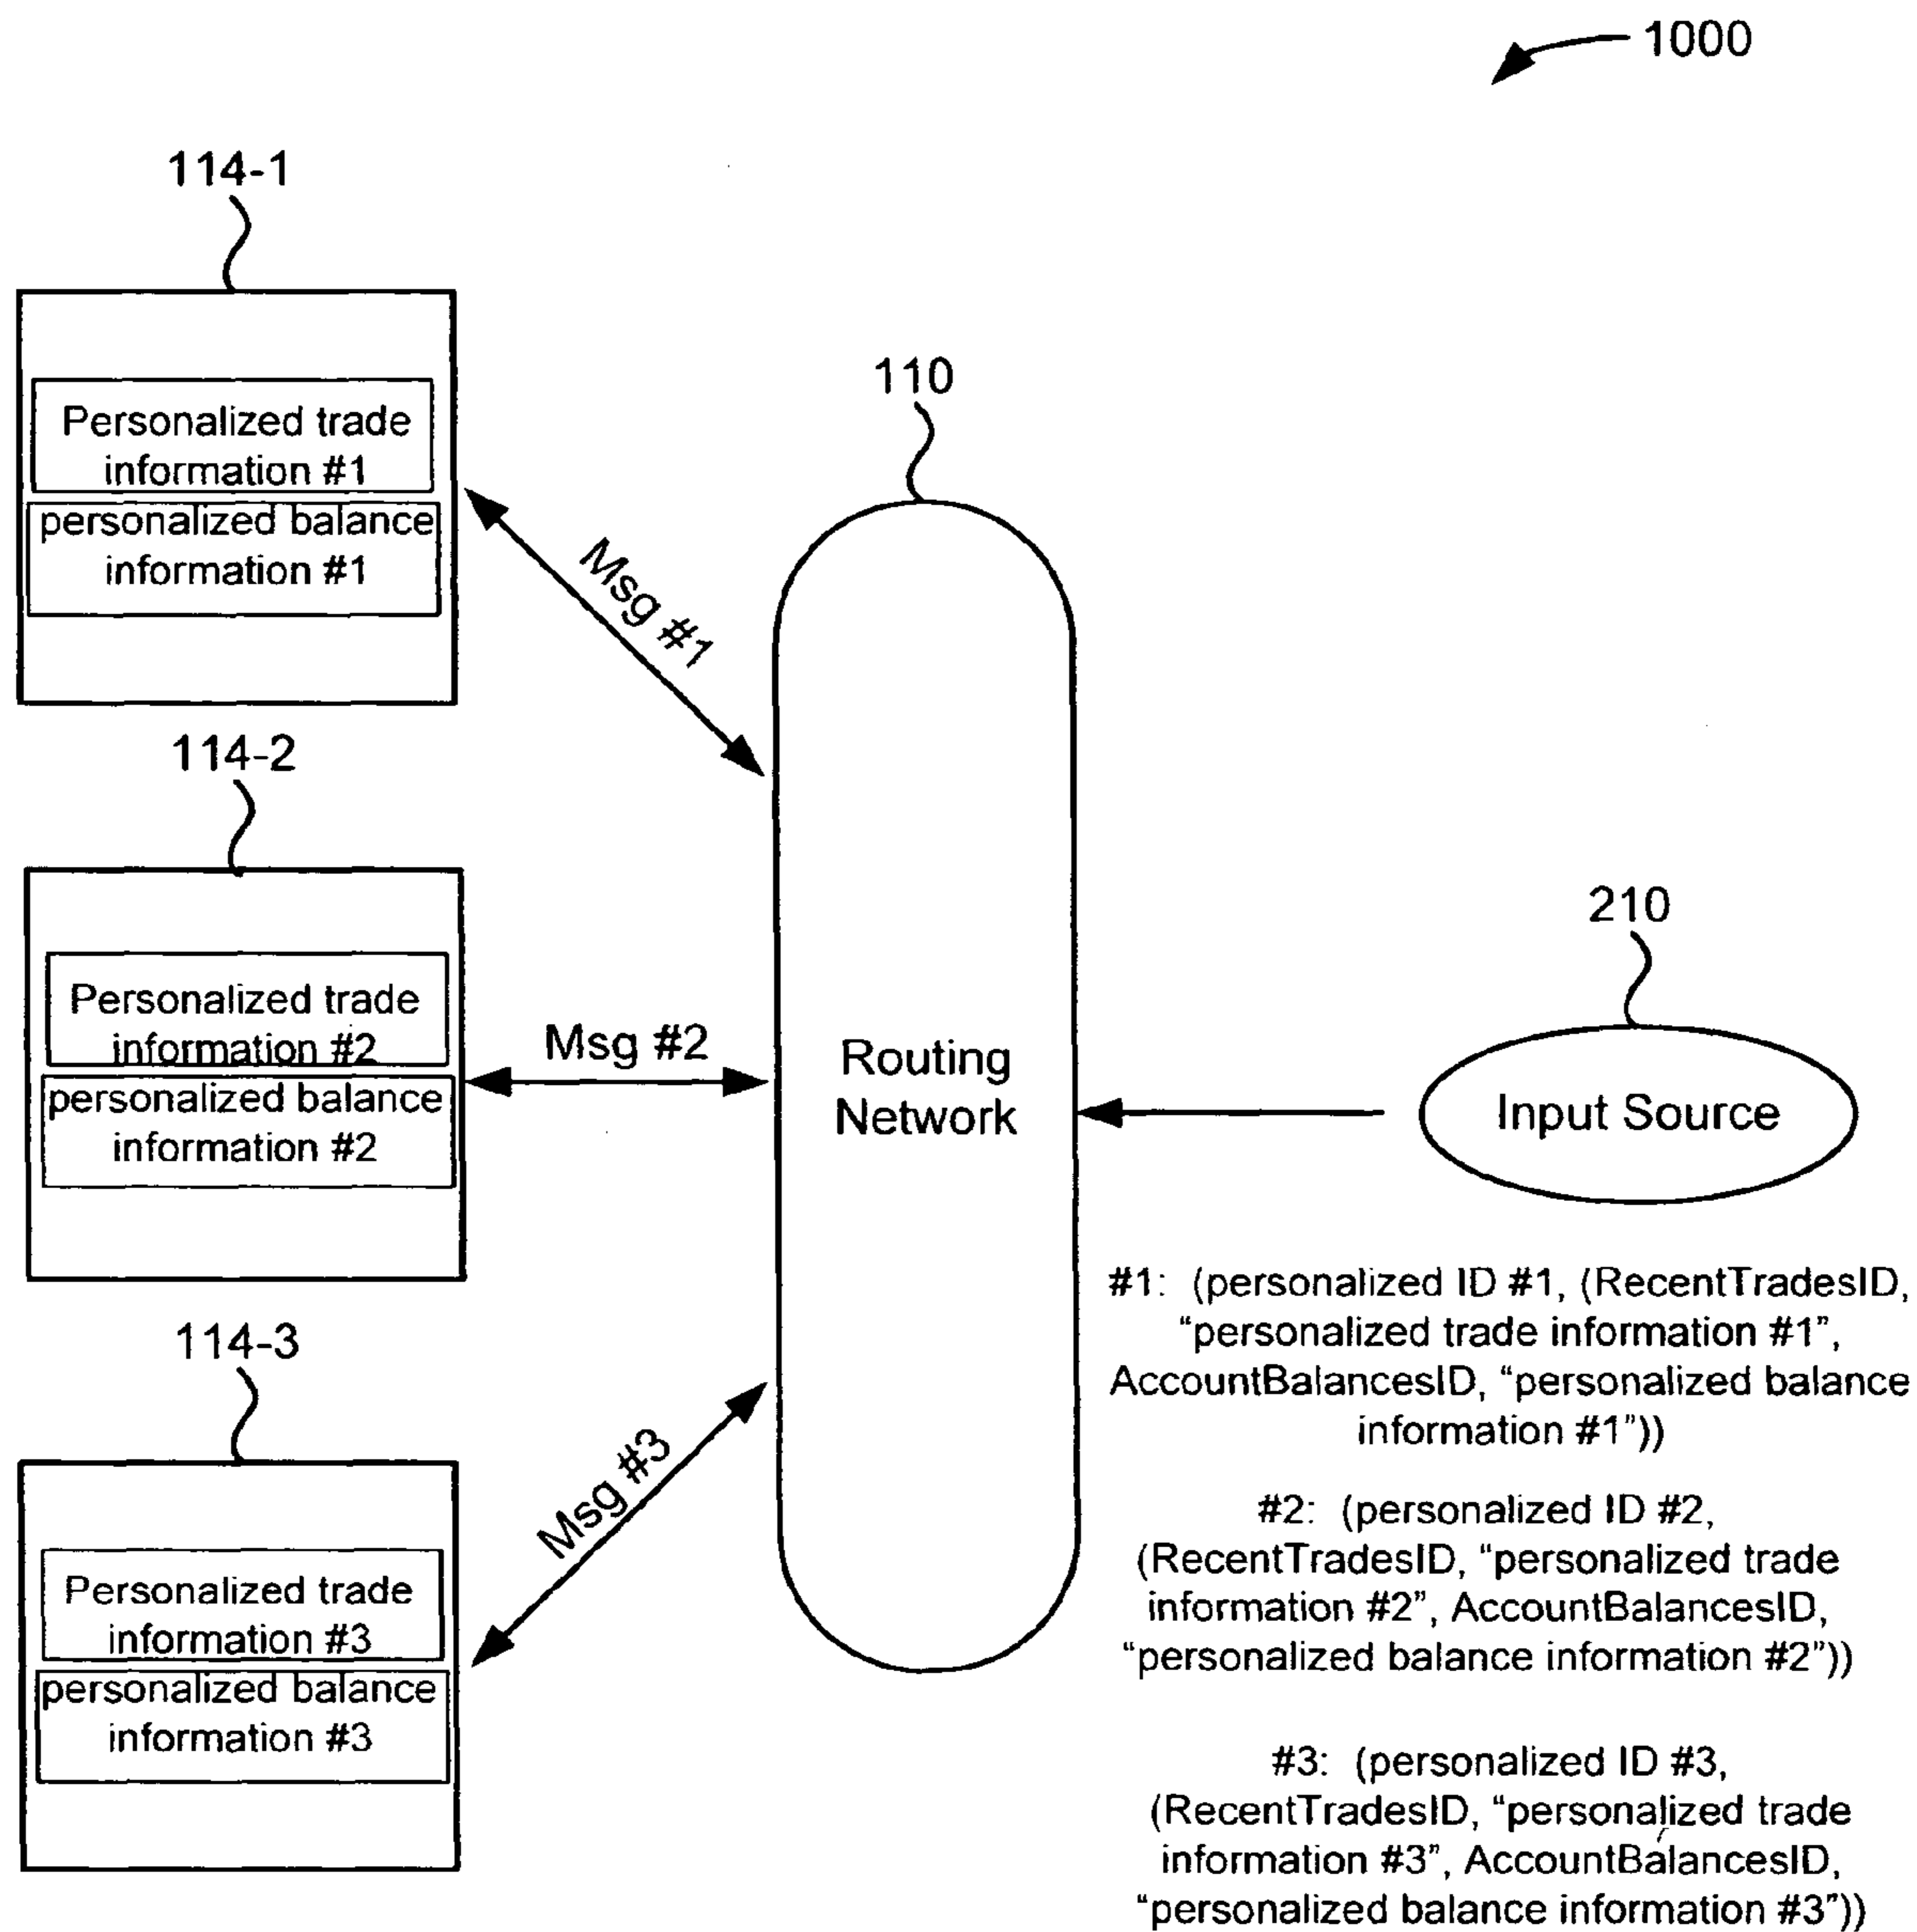 1000
114-1
Personalized trade
information #1
personalized balance
information #1
Msg #1
114-2
Personalized trade
information #2
personalized balance
information #2
Msg #2
114-3
Personalized trade
information #3
personalized balance
information #3
Msg #3
110
Routing
Network
210
Input Source
#1: (personalized ID #1, (RecentTradesID,
“personalized trade information #1”,
AccountBalancesID, “personalized balance
information #1”))
#2: (personalized ID #2,
(RecentTradesID, “personalized trade
information #2”, AccountBalancesID,
“personalized balance information #2”))
#3: (personalized ID #3,
(RecentTradesID, “personalized trade
information #3”, AccountBalancesID,
“personalized balance information #3”))